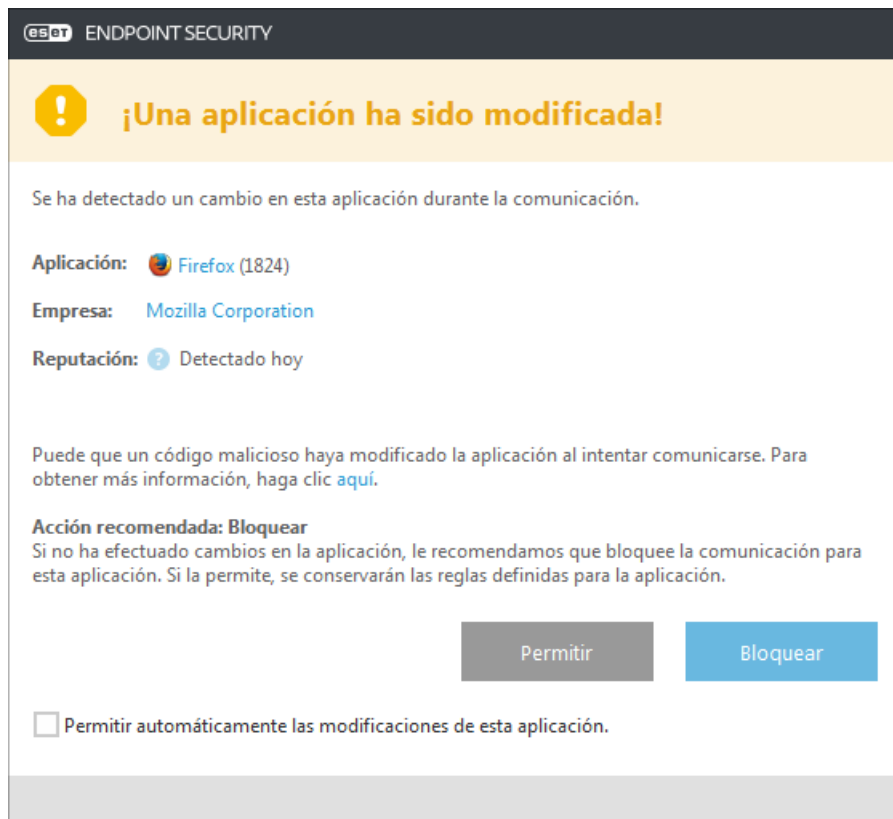 eset ENDPOINT SECURITY
¡Una aplicación ha sido modificada!
Se ha detectado un cambio en esta aplicación durante la comunicación.
Aplicación: Firefox (1824)
Empresa: Mozilla Corporation
Reputación: ? Detectado hoy
Puede que un código malicioso haya modificado la aplicación al intentar comunicarse. Para
obtener más información, haga clic aquí.
Acción recomendada: Bloquear
Si no ha efectuado cambios en la aplicación, le recomendamos que bloquee la comunicación para
esta aplicación. Si la permite, se conservarán las reglas definidas para la aplicación.
Permitir Bloquear
Permitir automáticamente las modificaciones de esta aplicación.